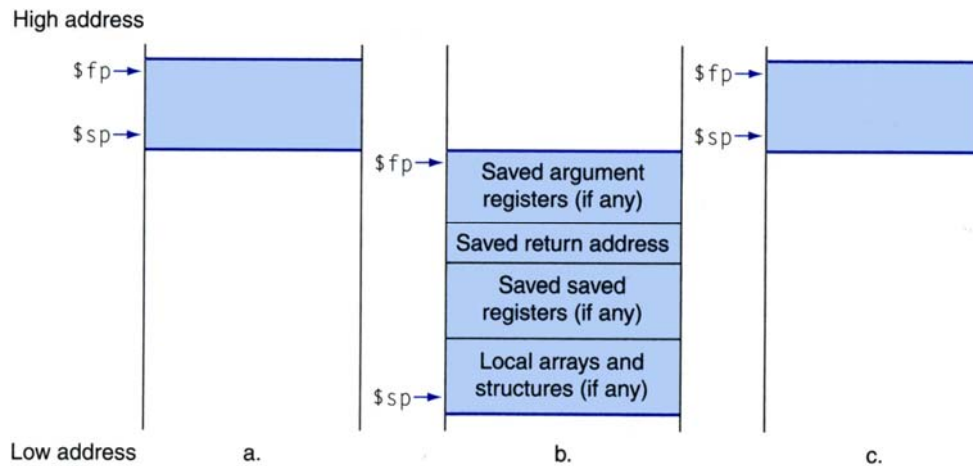 High address
$fp
$sp
$fp
Saved argument
registers (if any)
Saved return address
Saved saved
registers (if any)
Local arrays and
structures (if any)
$sp
$fp
$sp
Low address
a.
b.
c.